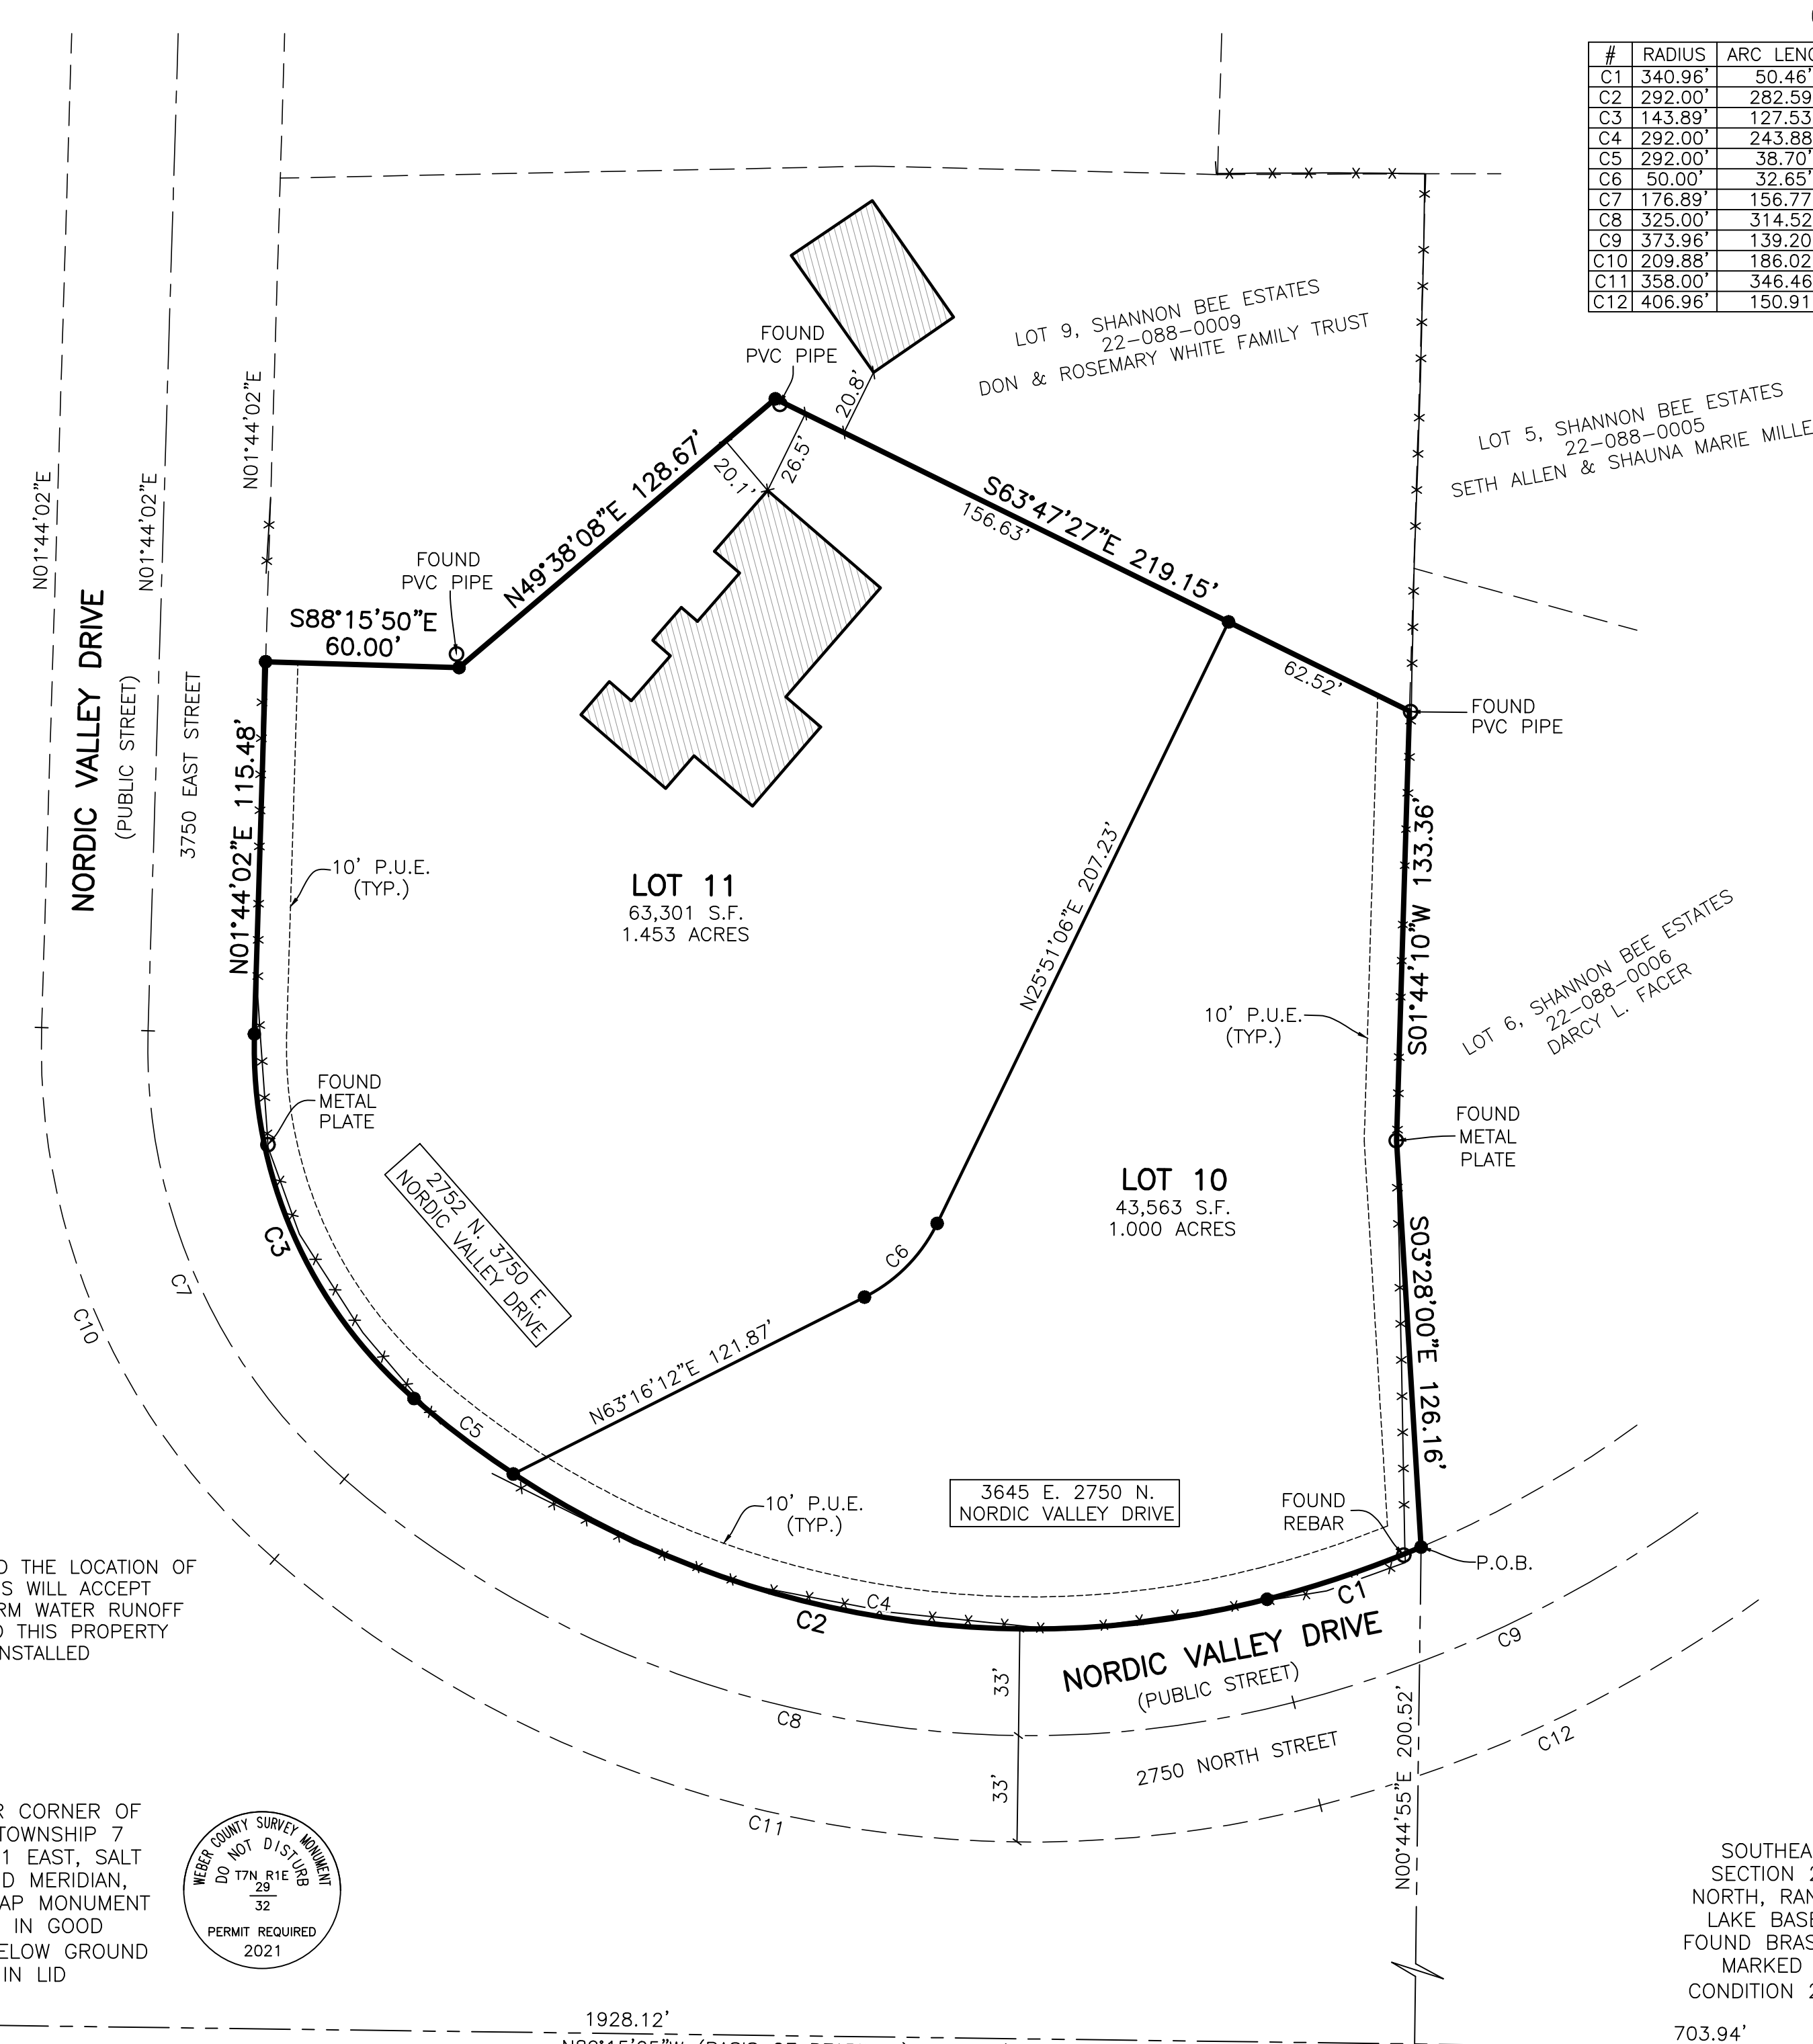 # RADIUS ARC LENG
C1 340.96' 50.46'
C2 292.00' 282.59
C3 143.89' 127.53
C4 292.00' 243.88
C5 292.00' 38.70'
C6 50.00' 32.65'
C7 176.89' 156.77
C8 325.00' 314.52
C9 373.96' 139.20
C10 209.88' 186.02
C11 358.00' 346.46
C12 406.96' 150.91
LOT 9, SHANNON BEE ESTATES
22-088-0009
DON & ROSEMARY WHITE FAMILY TRUST
FOUND
PVC PIPE
20.8'
26.5'
20.1'
LOT 5, SHANNON BEE ESTATES
22-088-0005
SETH ALLEN & SHAUNA MARIE MILLE
N01°44'02"E
N01°44'02"E
N01°44'02"E
N49°38'08"E 128.67'
S63°47'27"E 219.15'
156.63'
62.52'
FOUND
PVC PIPE
S88°15'50"E
60.00'
FOUND
PVC PIPE
NORDIC VALLEY DRIVE
(PUBLIC STREET)
3750 EAST STREET
N01°44'02"E 115.48'
10' P.U.E.
(TYP.)
LOT 11
63,301 S.F.
1.453 ACRES
N25°51'06"E 207.23'
S01°44'10"W 133.36'
10' P.U.E.
(TYP.)
LOT 6, SHANNON BEE ESTATES
22-088-0006
DARCY L. FACER
FOUND
METAL
PLATE
FOUND
METAL
PLATE
2752 N. 3750 E.
NORDIC VALLEY DRIVE
LOT 10
43,563 S.F.
1.000 ACRES
C3
C7
C10
C6
C5
N63°16'12"E 121.87'
S03°28'00"E 126.16'
10' P.U.E.
(TYP.)
3645 E. 2750 N.
NORDIC VALLEY DRIVE
FOUND
REBAR
P.O.B.
C4
C2
C1
NORDIC VALLEY DRIVE
(PUBLIC STREET)
C9
33'
33'
C8
2750 NORTH STREET
C12
C11
N00°44'55"E 200.52'
D THE LOCATION OF
S WILL ACCEPT
RM WATER RUNOFF
O THIS PROPERTY
NSTALLED
R CORNER OF
TOWNSHIP 7
1 EAST, SALT
D MERIDIAN,
AP MONUMENT
IN GOOD
ELOW GROUND
IN LID
WEBER COUNTY SURVEY MONUMENT
DO NOT DISTURB
T7N R1E
29
32
PERMIT REQUIRED
2021
SOUTHEA
SECTION 2
NORTH, RAN
LAKE BASE
FOUND BRAS
MARKED
CONDITION 2
1928.12'
703.94'